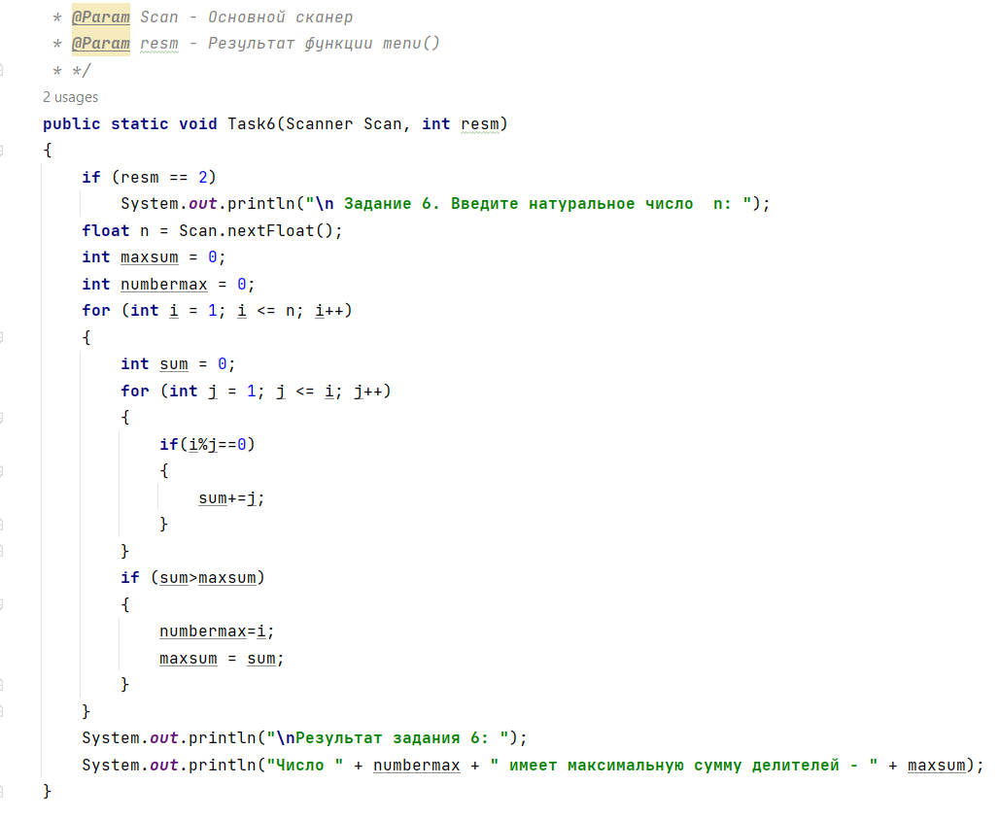 * @Param Scan - Основной сканер
* @Param resm - Результат функции menu()
* */
2 usages
public static void Task6(Scanner Scan, int resm)
{
if (resm == 2)
System.out.println("\n Задание 6. Введите натуральное число  n: ");
float n = Scan.nextFloat();
int maxsum = 0;
int numbermax = 0;
for (int i = 1; i <= n; i++)
{
int sum = 0;
for (int j = 1; j <= i; j++)
{
if(i%j==0)
{
sum+=j;
}
}
if (sum>maxsum)
{
numbermax=i;
maxsum = sum;
}
}
System.out.println("\nРезультат задания 6: ");
System.out.println("Число " + numbermax + " имеет максимальную сумму делителей - " + maxsum);
}